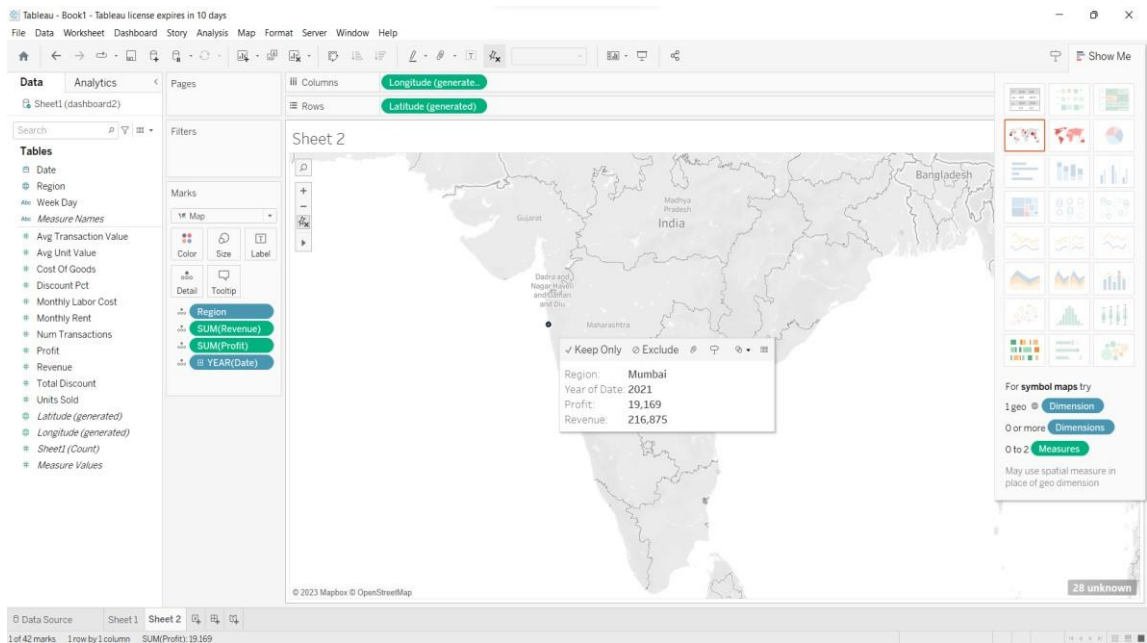 Tableau - Book1 - Tableau license expires in 10 days
File Data Worksheet Dashboard Story Analysis Map Format Server Window Help
Show Me
Data Analytics
Sheet1 (dashboard2)
Search
Tables
Date
Region
Abc Week Day
Abc Measure Names
# Avg Transaction Value
# Avg Unit Value
# Cost Of Goods
# Discount Pct
# Monthly Labor Cost
# Monthly Rent
# Num Transactions
# Profit
# Revenue
# Total Discount
# Units Sold
Latitude (generated)
Longitude (generated)
# Sheet1 (Count)
# Measure Values
Pages
Filters
Marks
Map
Color Size Label
Detail Tooltip
Region
SUM(Revenue)
SUM(Profit)
YEAR(Date)
Columns Longitude (generate..
Rows Latitude (generated)
Sheet 2
Bangladesh
Madhya
Pradesh
Gujarat
India
Dadra and
Nagar Haveli
and Daman
and Diu
Maharashtra
Keep Only Exclude
Region: Mumbai
Year of Date: 2021
Profit: 19,169
Revenue: 216,875
© 2023 Mapbox © OpenStreetMap
28 unknown
For symbol maps try
1 geo Dimension
0 or more Dimensions
0 to 2 Measures
May use spatial measure in
place of geo dimension
Data Source Sheet 1 Sheet 2
1 of 42 marks 1 row by 1 column SUM(Profit): 19,169